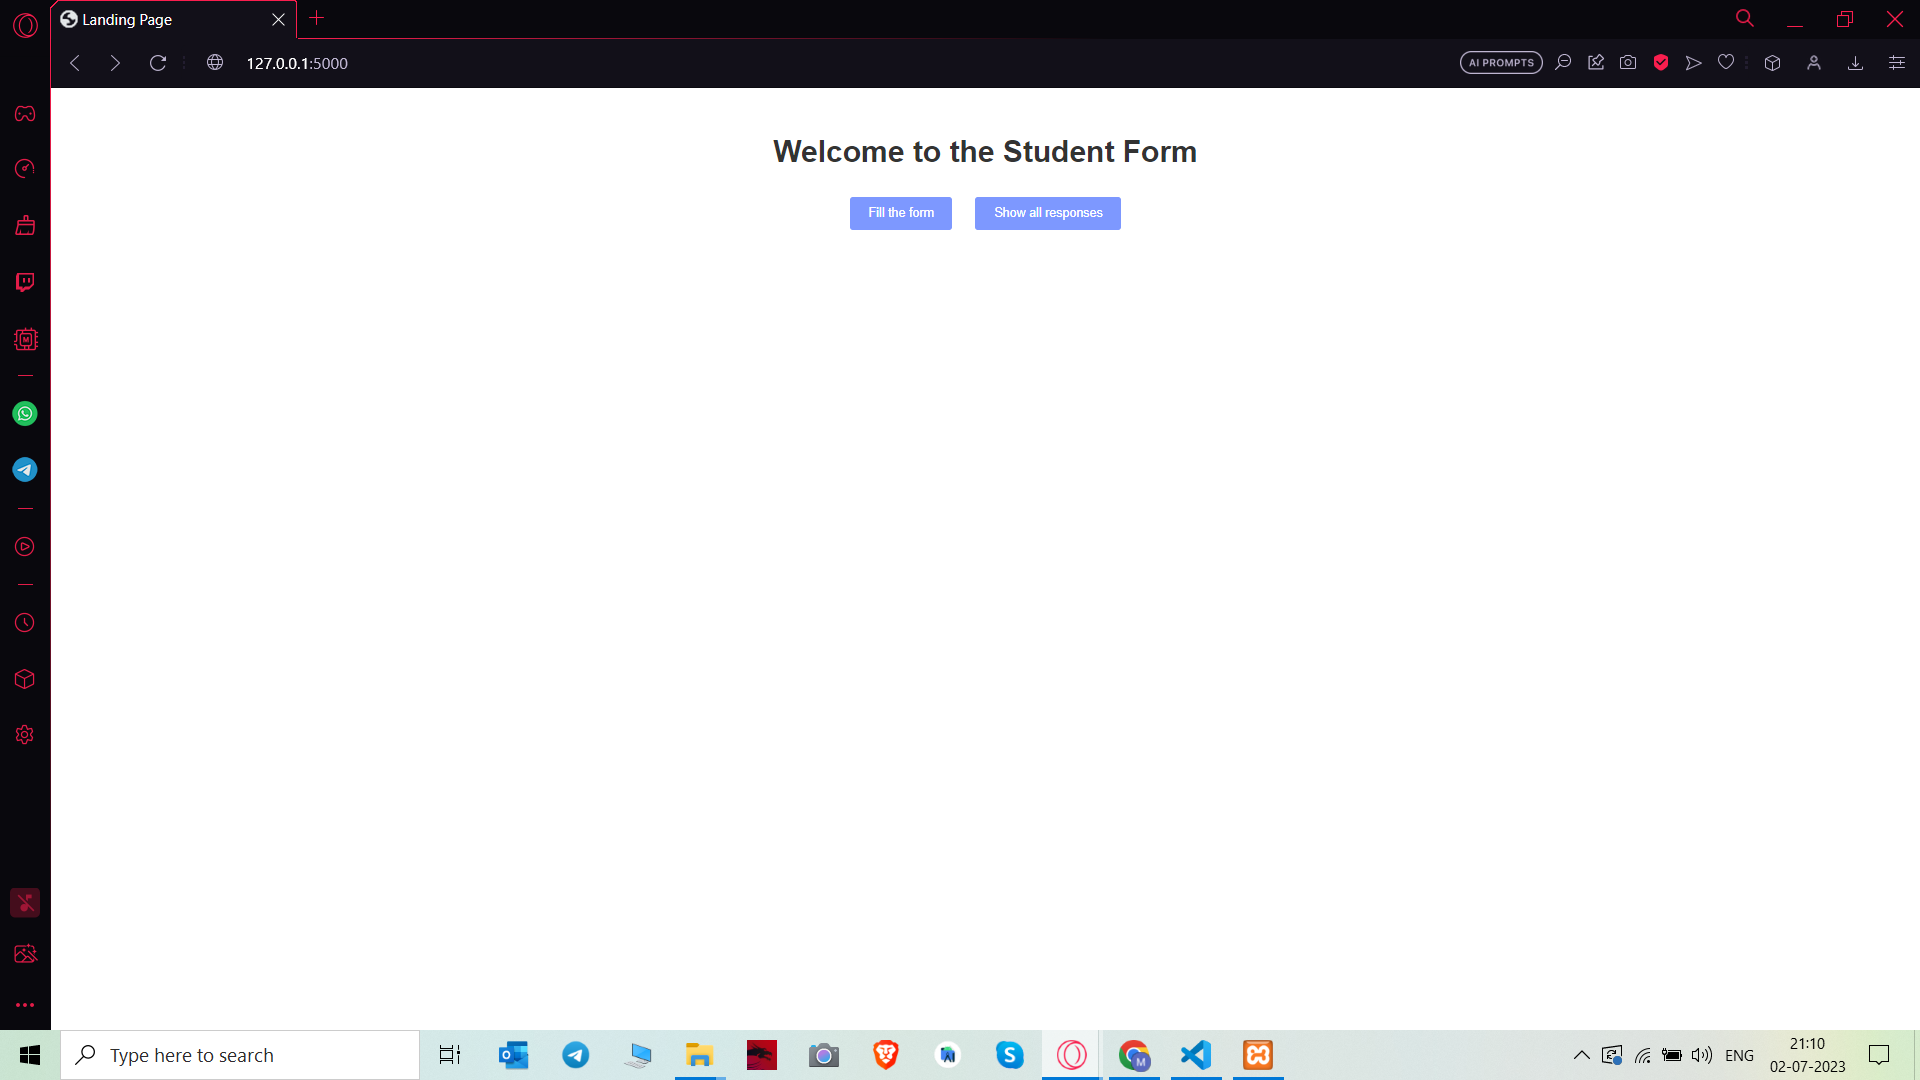 Landing Page
127.0.0.1:5000
AI PROMPTS
Welcome to the Student Form
Fill the form
Show all responses
Type here to search
ENG
21:10
02-07-2023